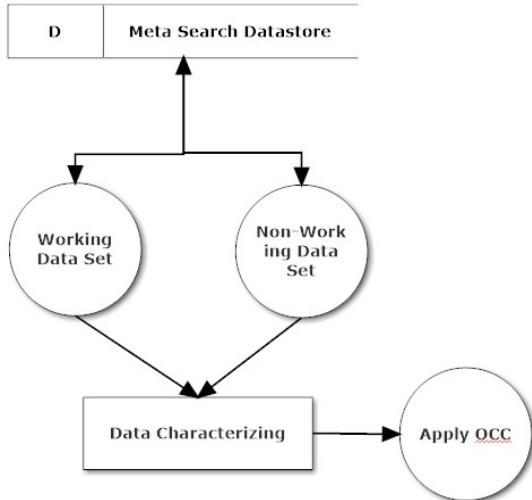 D
Meta Search Datastore
Working
Data Set
Non-Work
ing Data
Set
Data Characterizing
Apply OCC